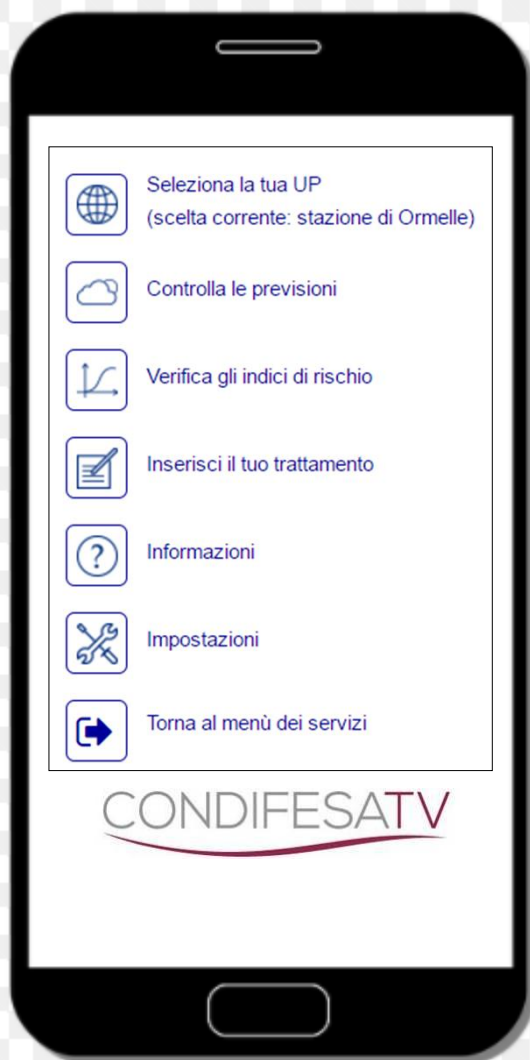 Seleziona la tua UP
(scelta corrente: stazione di Ormelle)
Controlla le previsioni
Verifica gli indici di rischio
Inserisci il tuo trattamento
Informazioni
Impostazioni
Torna al menù dei servizi
CONDIFESATV